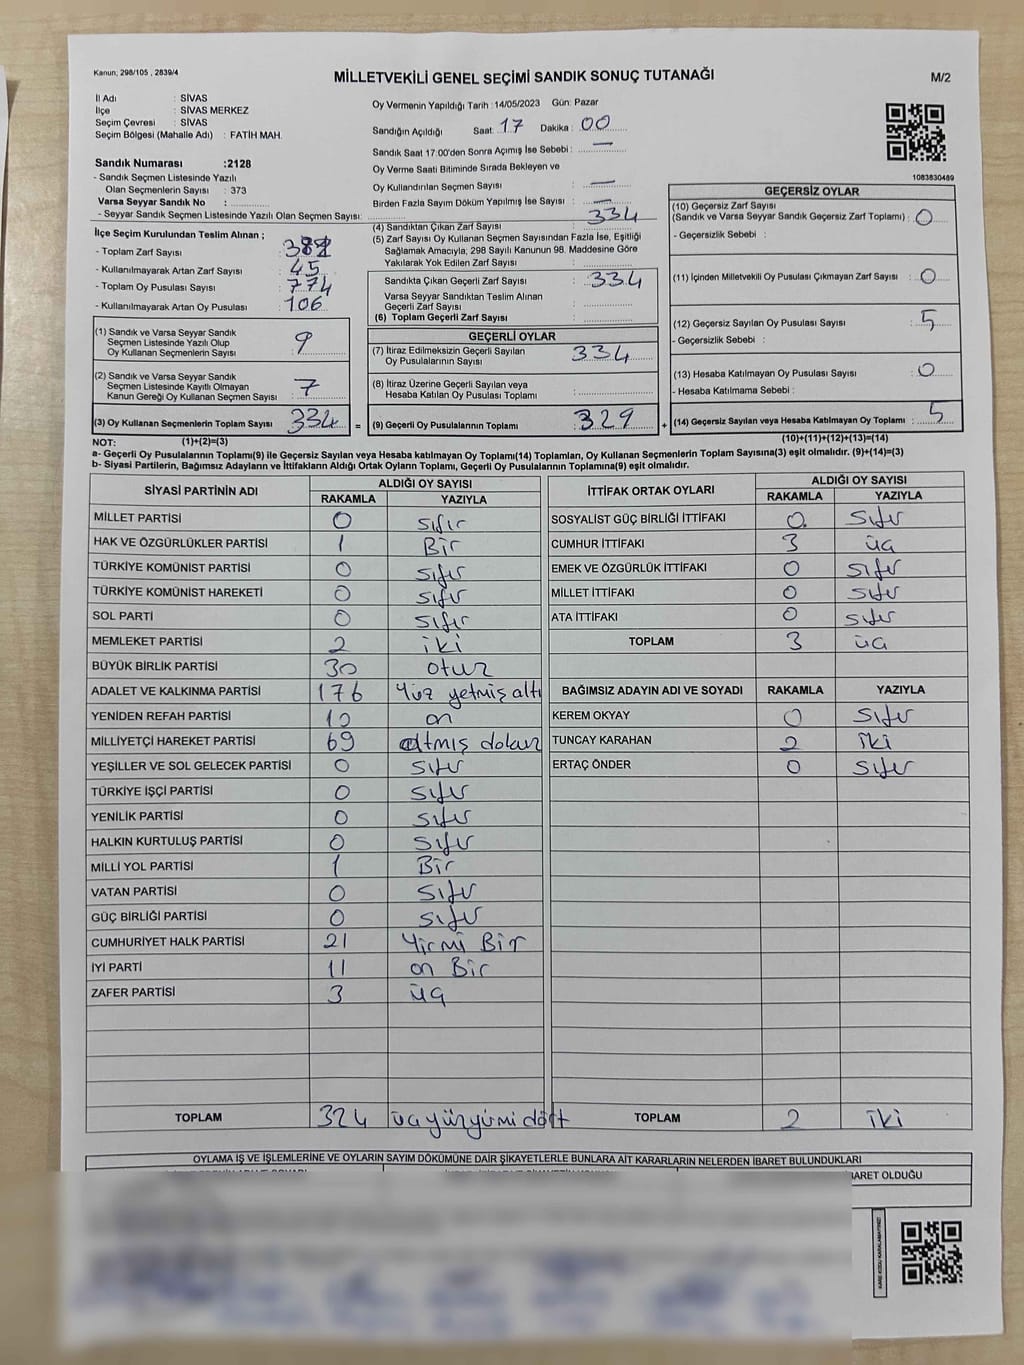 Kanun; 298/105 , 2839/4
MİLLETVEKİLİ GENEL SEÇİMİ SANDIK SONUÇ TUTANAĞI
M/2
İl Adı : SİVAS
İlçe : SİVAS MERKEZ
Seçim Çevresi : SİVAS
Seçim Bölgesi (Mahalle Adı) : FATİH MAH.
Sandık Numarası :2128
- Sandık Seçmen Listesinde Yazılı
Olan Seçmenlerin Sayısı : 373
Varsa Seyyar Sandık No :
- Seyyar Sandık Seçmen Listesinde Yazılı Olan Seçmen Sayısı:
Oy Vermenin Yapıldığı Tarih : 14/05/2023 Gün: Pazar
Sandığın Açıldığı Saat: 17 Dakika : 00
Sandık Saat 17:00'den Sonra Açımış İse Sebebi : —
Oy Verme Saati Bitiminde Sırada Bekleyen ve
Oy Kullandırılan Seçmen Sayısı : —
Birden Fazla Sayım Döküm Yapılmış İse Sayısı : —
1083830489
İlçe Seçim Kurulundan Teslim Alınan ;
- Toplam Zarf Sayısı :
- Kullanılmayarak Artan Zarf Sayısı : 45
- Toplam Oy Pusulası Sayısı : 774
- Kullanılmayarak Artan Oy Pusulası : 106
(1) Sandık ve Varsa Seyyar Sandık
Seçmen Listesinde Yazılı Olup
Oy Kullanan Seçmenlerin Sayısı : 9
(2) Sandık ve Varsa Seyyar Sandık
Seçmen Listesinde Kayıtlı Olmayan
Kanun Gereği Oy Kullanan Seçmen Sayısı : 7
(3) Oy Kullanan Seçmenlerin Toplam Sayısı : 334 =
(4) Sandıktan Çıkan Zarf Sayısı : 334
(5) Zarf Sayısı Oy Kullanan Seçmen Sayısından Fazla İse, Eşitliği
Sağlamak Amacıyla; 298 Sayılı Kanunun 98. Maddesine Göre
Yakılarak Yok Edilen Zarf Sayısı :
Sandıkta Çıkan Geçerli Zarf Sayısı : 334
Varsa Seyyar Sandıktan Teslim Alınan
Geçerli Zarf Sayısı :
(6) Toplam Geçerli Zarf Sayısı :
GEÇERLİ OYLAR
(7) İtiraz Edilmeksizin Geçerli Sayılan
Oy Pusulalarının Sayısı : 334
(8) İtiraz Üzerine Geçerli Sayılan veya
Hesaba Katılan Oy Pusulası Toplamı :
(9) Geçerli Oy Pusulalarının Toplamı : 329 +
GEÇERSİZ OYLAR
(10) Geçersiz Zarf Sayısı
(Sandık ve Varsa Seyyar Sandık Geçersiz Zarf Toplamı) : 0
- Geçersizlik Sebebi :
(11) İçinden Milletvekili Oy Pusulası Çıkmayan Zarf Sayısı : 0
(12) Geçersiz Sayılan Oy Pusulası Sayısı : 5
- Geçersizlik Sebebi :
(13) Hesaba Katılmayan Oy Pusulası Sayısı : 0
- Hesaba Katılmama Sebebi :
(14) Geçersiz Sayılan veya Hesaba Katılmayan Oy Toplamı : 5
NOT: (1)+(2)=(3) (10)+(11)+(12)+(13)=(14)
a- Geçerli Oy Pusulalarının Toplamı(9) ile Geçersiz Sayılan veya Hesaba katılmayan Oy Toplamı(14) Toplamları, Oy Kullanan Seçmenlerin Toplam Sayısına(3) eşit olmalıdır. (9)+(14)=(3)
b- Siyasi Partilerin, Bağımsız Adayların ve İttifakların Aldığı Ortak Oyların Toplamı, Geçerli Oy Pusulalarının Toplamına(9) eşit olmalıdır.
SİYASİ PARTİNİN ADI ALDIĞI OY SAYISI
RAKAMLA YAZIYLA
MİLLET PARTİSİ 0 sıfır
HAK VE ÖZGÜRLÜKLER PARTİSİ 1 Bir
TÜRKİYE KOMÜNİST PARTİSİ 0 sıfır
TÜRKİYE KOMÜNİST HAREKETİ 0 sıfır
SOL PARTİ 0 sıfır
MEMLEKET PARTİSİ 2 iki
BÜYÜK BİRLİK PARTİSİ 30 otuz
ADALET VE KALKINMA PARTİSİ 176 Yüz yetmiş altı
YENİDEN REFAH PARTİSİ 10 on
MİLLİYETÇİ HAREKET PARTİSİ 69 altmış dokuz
YEŞİLLER VE SOL GELECEK PARTİSİ 0 sıfır
TÜRKİYE İŞÇİ PARTİSİ 0 sıfır
YENİLİK PARTİSİ 0 sıfır
HALKIN KURTULUŞ PARTİSİ 0 sıfır
MİLLİ YOL PARTİSİ 1 Bir
VATAN PARTİSİ 0 sıfır
GÜÇ BİRLİĞİ PARTİSİ 0 sıfır
CUMHURİYET HALK PARTİSİ 21 Yirmi Bir
İYİ PARTİ 11 on Bir
ZAFER PARTİSİ 3 üç
TOPLAM 324 üçyüzyirmi dört
İTTİFAK ORTAK OYLARI ALDIĞI OY SAYISI
RAKAMLA YAZIYLA
SOSYALİST GÜÇ BİRLİĞİ İTTİFAKI 0 sıfır
CUMHUR İTTİFAKI 3 üç
EMEK VE ÖZGÜRLÜK İTTİFAKI 0 sıfır
MİLLET İTTİFAKI 0 sıfır
ATA İTTİFAKI 0 sıfır
TOPLAM 3 üç
BAĞIMSIZ ADAYIN ADI VE SOYADI RAKAMLA YAZIYLA
KEREM OKYAY 0 sıfır
TUNCAY KARAHAN 2 iki
ERTAÇ ÖNDER 0 sıfır
TOPLAM 2 iki
OYLAMA İŞ VE İŞLEMLERİNE VE OYLARIN SAYIM DÖKÜMÜNE DAİR ŞİKAYETLERLE BUNLARA AİT KARARLARIN NELERDEN İBARET BULUNDUKLARI
İBARET OLDUĞU